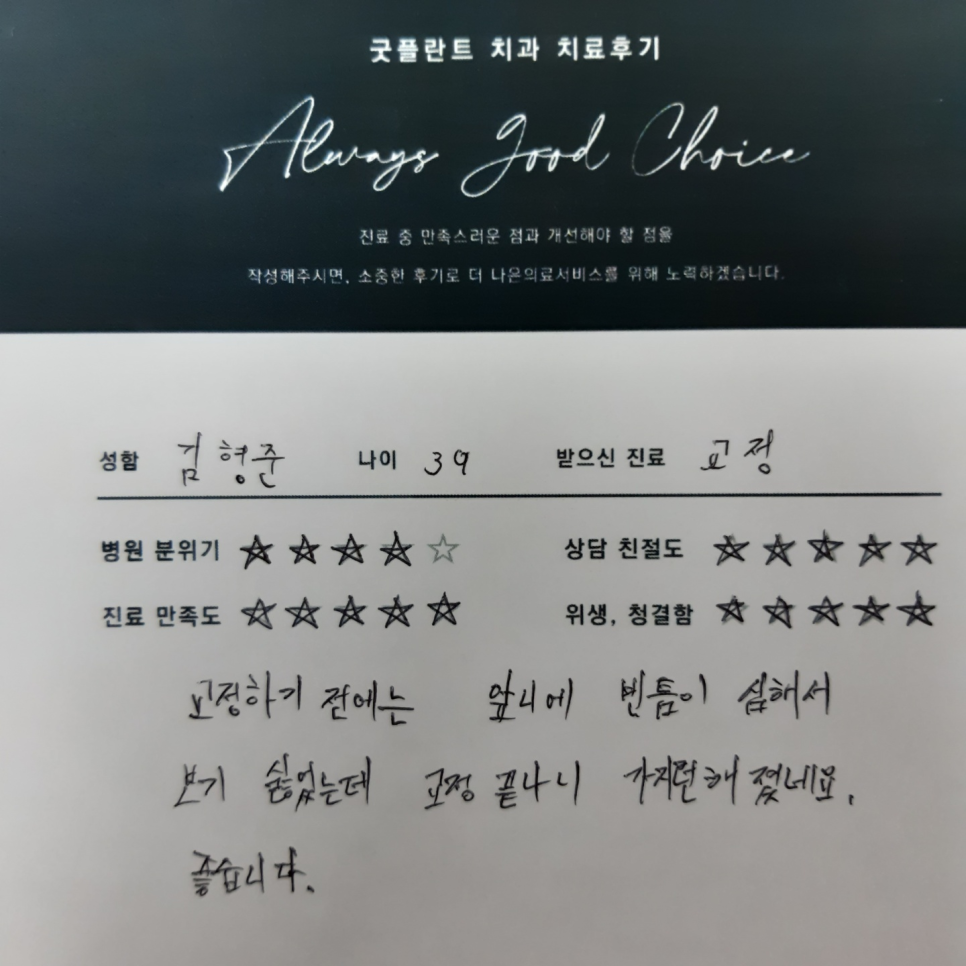 굿플란트 치과 치료후기
Always Good Choice
진료 중 만족스러운 점과 개선해야 할 점을
작성해주시면, 소중한 후기로 더 나은의료서비스를 위해 노력하겠습니다.
성함 김형준 나이 39 받으신 진료 교정
병원 분위기 ★★★★☆ 상담 친절도 ★★★★★
진료 만족도 ★★★★★ 위생, 청결함 ★★★★★
교정하기 전에는 앞니에 빈틈이 심해서
보기 싫었는데 교정 끝나니 가지런해 졌네요.
좋습니다.